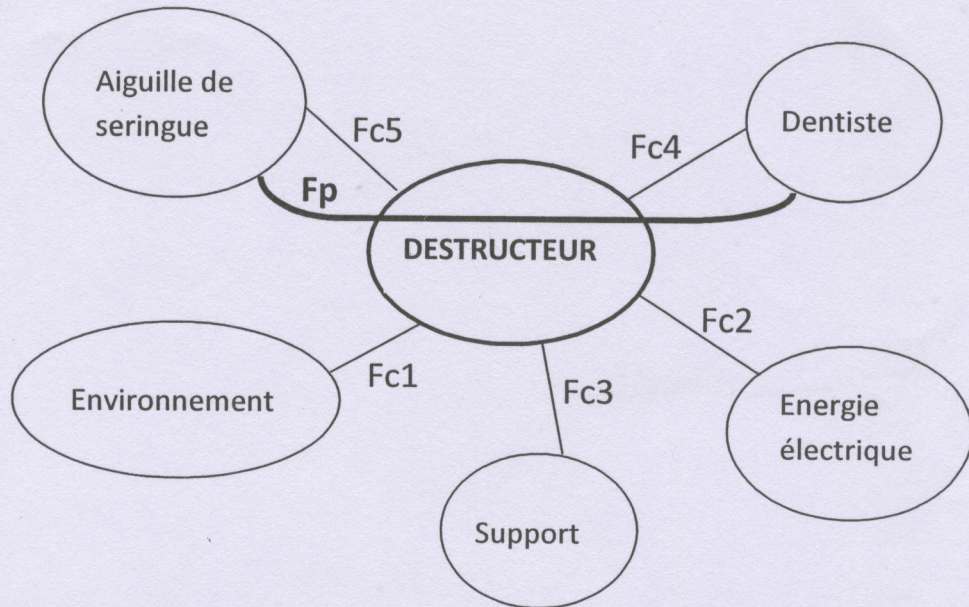 Aiguille de
seringue
Dentiste
Fc5
Fc4
Fp
DESTRUCTEUR
Fc2
Environnement
Fc1
Fc3
Energie
électrique
Support